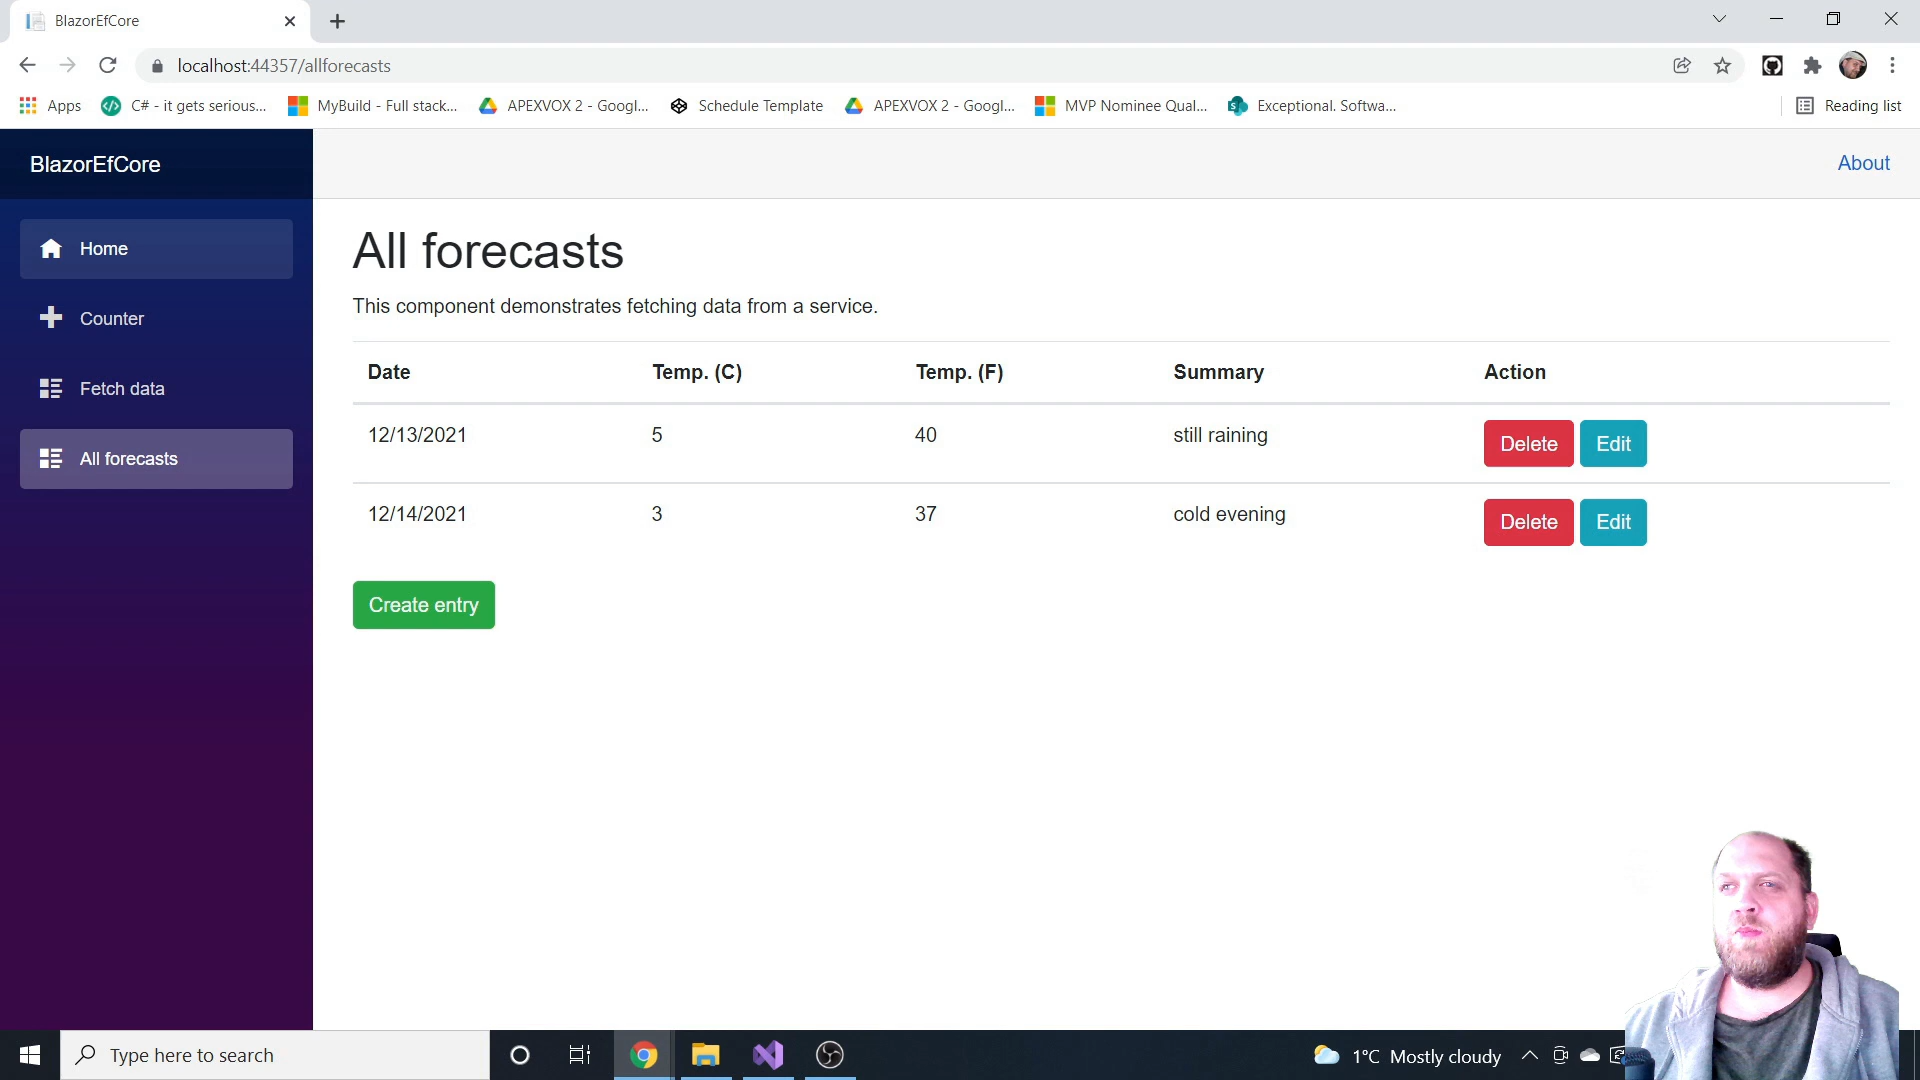 BlazorEfCore
localhost:44357/allforecasts
Apps C# - it gets serious... MyBuild - Full stack... APEXVOX 2 - Googl... Schedule Template APEXVOX 2 - Googl... MVP Nominee Qual... Exceptional. Softwa... Reading list
BlazorEfCore
About
Home
Counter
Fetch data
All forecasts
All forecasts
This component demonstrates fetching data from a service.
Date Temp. (C) Temp. (F) Summary Action
12/13/2021 5 40 still raining Delete Edit
12/14/2021 3 37 cold evening Delete Edit
Create entry
Type here to search
1°C Mostly cloudy